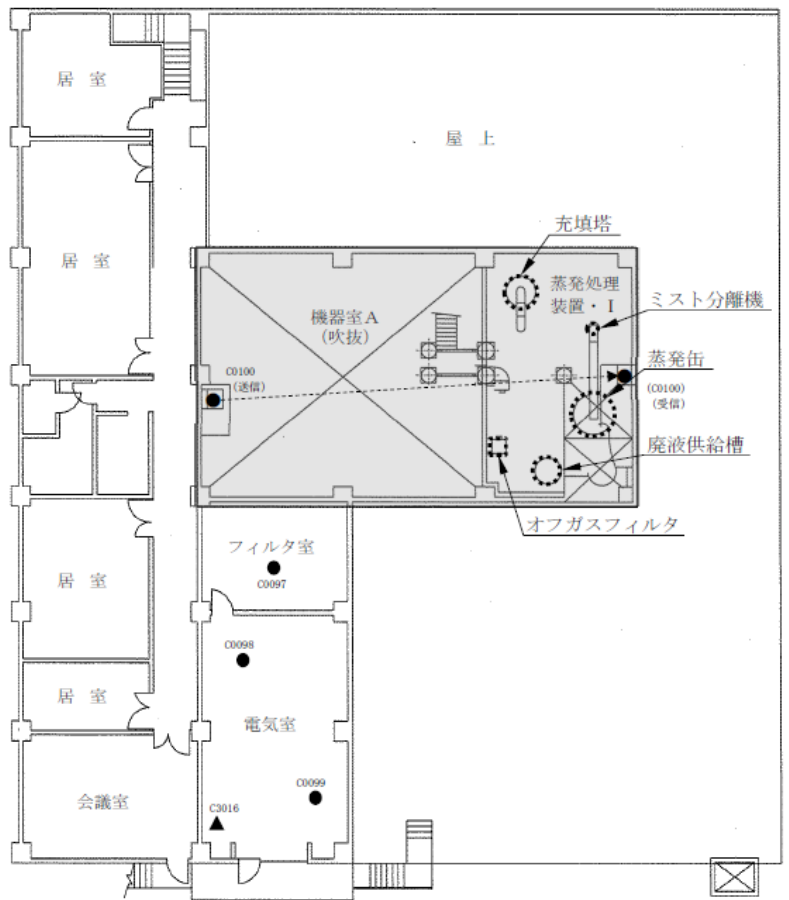 居 室
屋 上
充填塔
居 室
蒸発処理
装置・Ⅰ
ミスト分離機
機器室A
(吹抜)
蒸発缶
C0100
(送信)
(C0100)
(受信)
廃液供給槽
オフガスフィルタ
フィルタ室
C0097
居 室
C0098
居 室
電気室
C0099
会議室
C3016